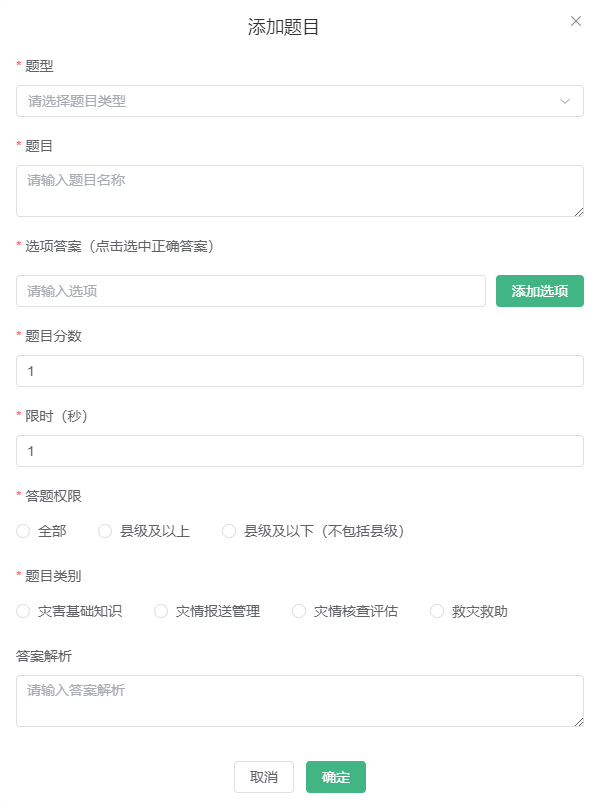 添加题目
* 题型
请选择题目类型
* 题目
请输入题目名称
* 选项答案（点击选中正确答案）
请输入选项 添加选项
* 题目分数
1
* 限时（秒）
1
* 答题权限
全部 县级及以上 县级及以下（不包括县级）
* 题目类别
灾害基础知识 灾情报送管理 灾情核查评估 救灾救助
答案解析
请输入答案解析
取消 确定